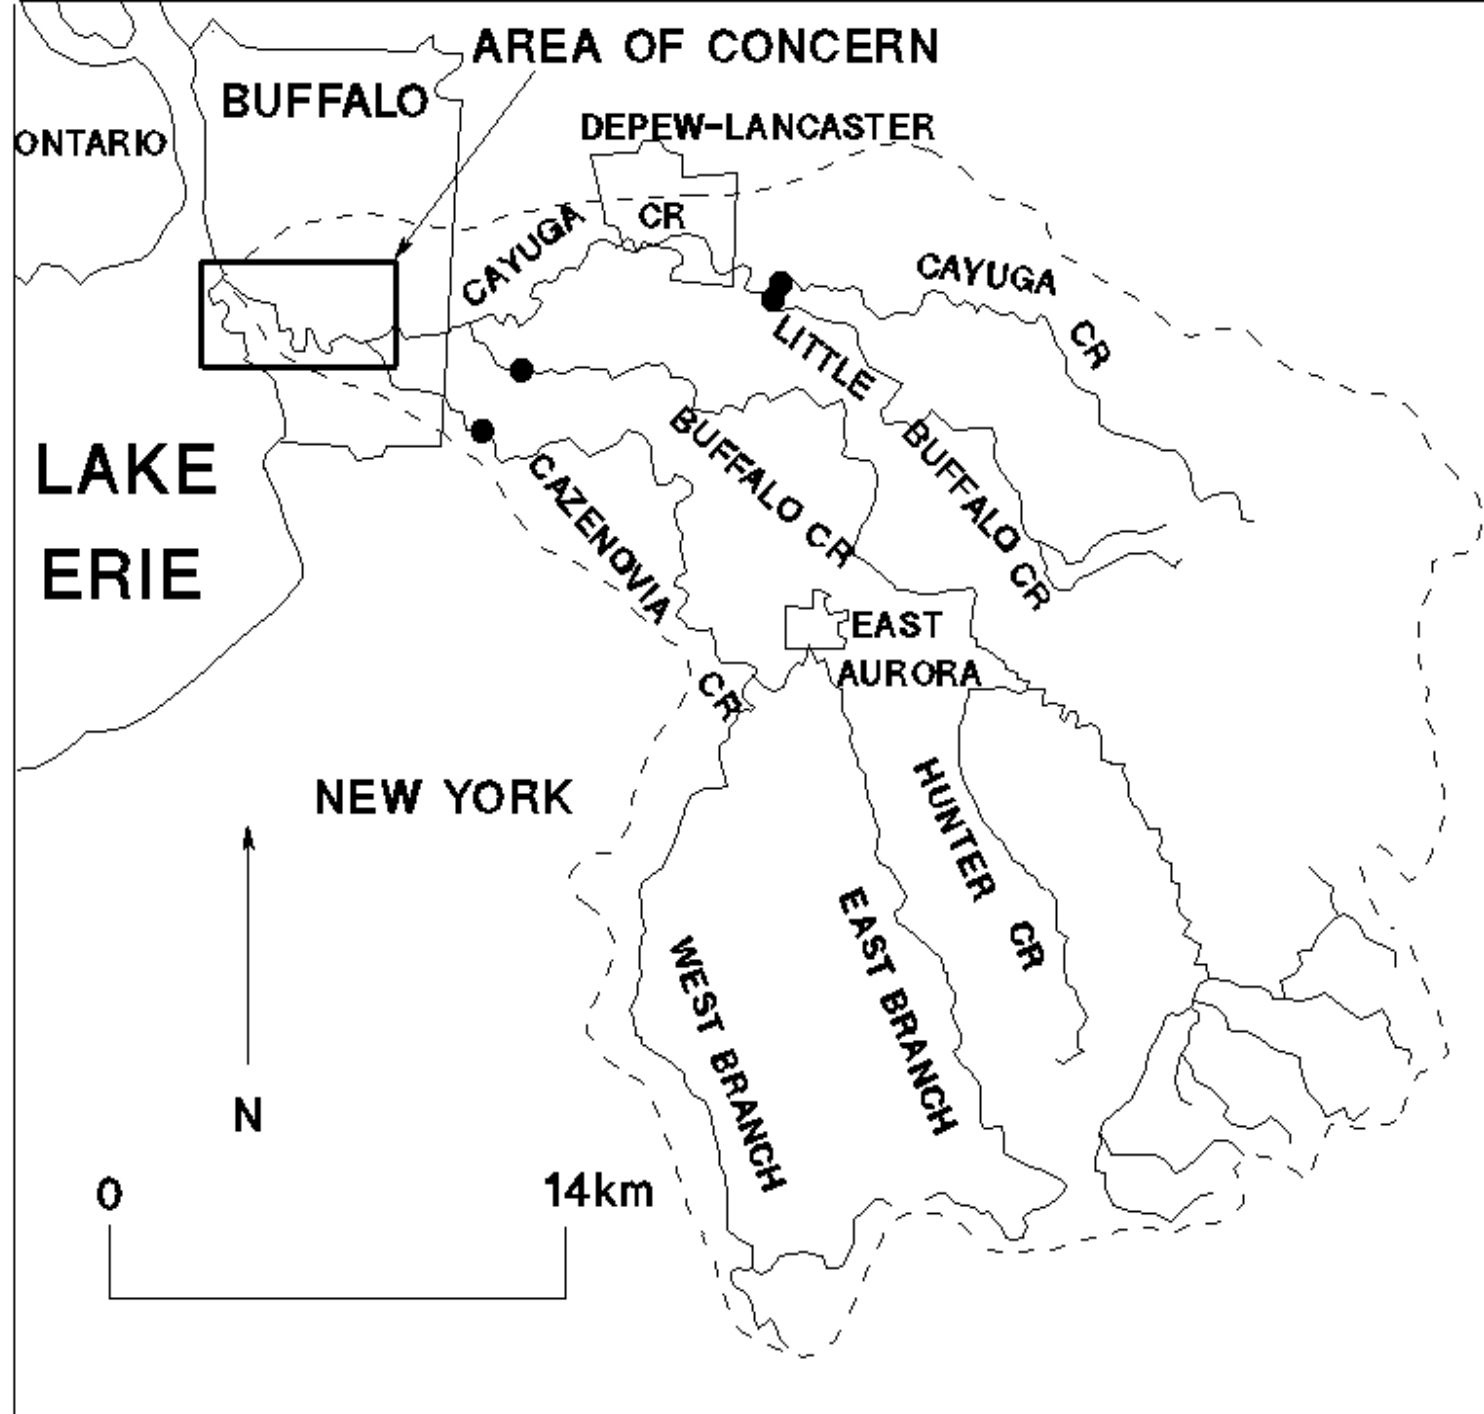 AREA OF CONCERN
BUFFALO
DEPEW-LANCASTER
ONTARIO
CR
CAYUGA
CAYUGA
CR
LITTLE
BUFFALO CR
BUFFALO CR
LAKE
ERIE
CAZENOVIA
CR
EAST
AURORA
NEW YORK
HUNTER
CR
EAST BRANCH
WEST BRANCH
N
0
14km